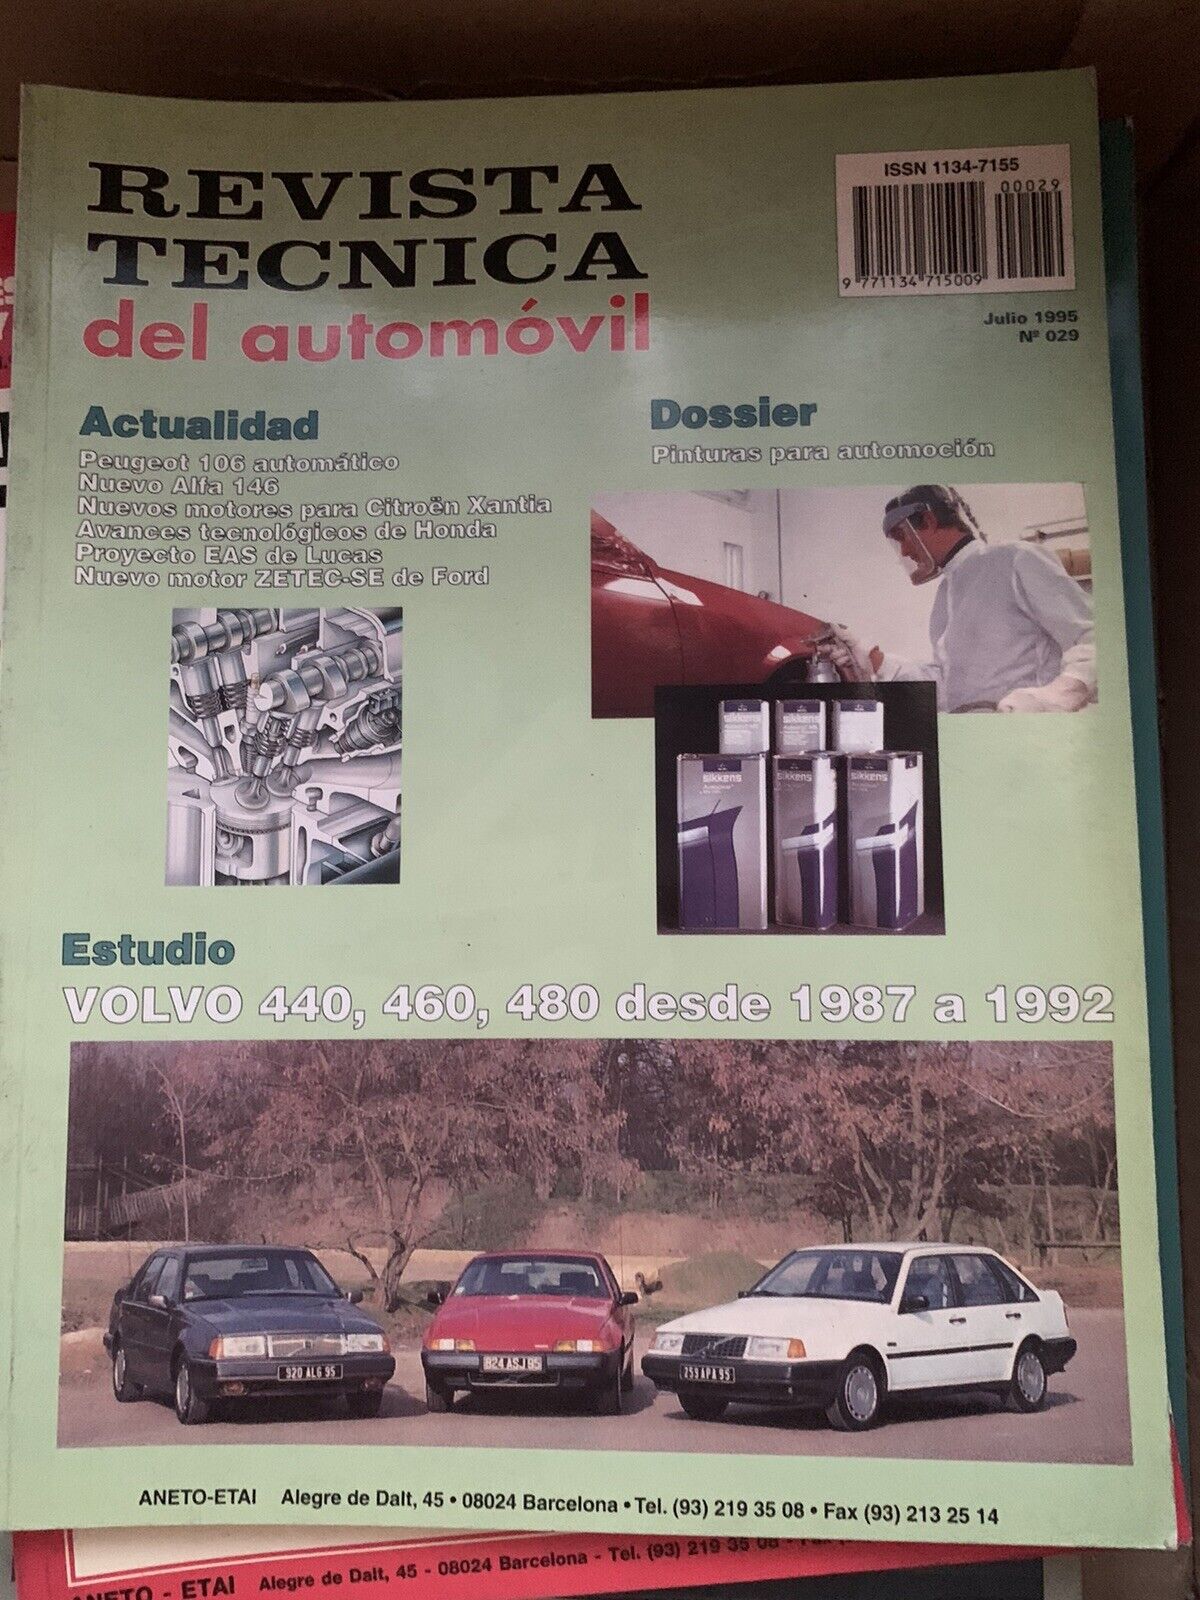 REVISTA
TECNICA
del automóvil
ISSN 1134-7155
00029
9 771134 715009
Julio 1995
Nº 029
Actualidad
Peugeot 106 automático
Nuevo Alfa 146
Nuevos motores para Citroën Xantia
Avances tecnológicos de Honda
Proyecto EAS de Lucas
Nuevo motor ZETEC-SE de Ford
Dossier
Pinturas para automoción
sikkens sikkens
sikkens sikkens sikkens
Estudio
VOLVO 440, 460, 480 desde 1987 a 1992
920 ALG 95
824 ASJ 95
253 APA 95
ANETO-ETAI Alegre de Dalt, 45 • 08024 Barcelona • Tel. (93) 219 35 08 • Fax (93) 213 25 14
ANETO - ETAI Alegre de Dalt, 45 - 08024 Barcelona - Tel. (93) 219 35 08 - Fax